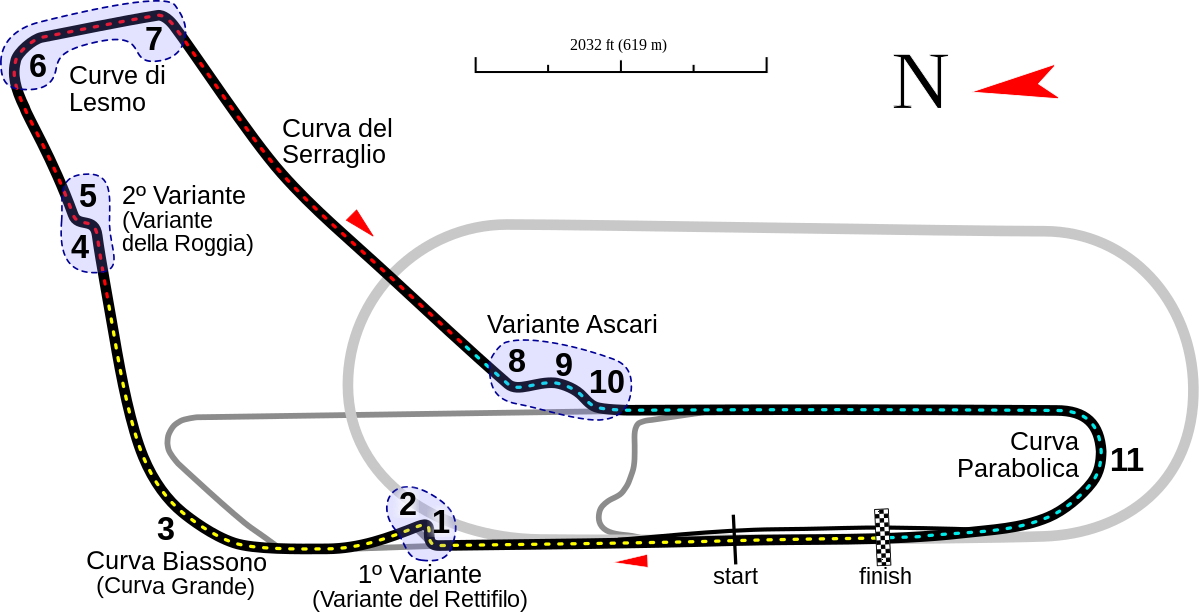 2032 ft (619 m)
N
7
6
Curve di
Lesmo
Curva del
Serraglio
5
4
2º Variante
(Variante
della Roggia)
Variante Ascari
8
9
10
Curva
Parabolica
11
2
1
3
Curva Biassono
(Curva Grande)
1º Variante
(Variante del Rettifilo)
start
finish